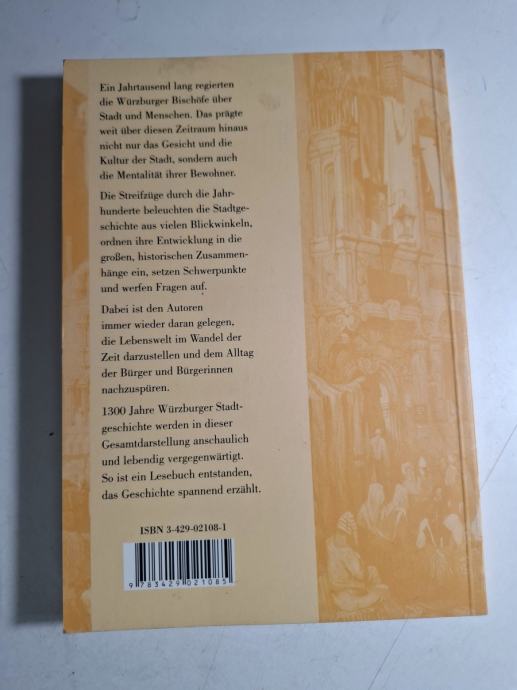 Ein Jahrtausend lang regierten
die Würzburger Bischöfe über
Stadt und Menschen. Das prägte
weit über diesen Zeitraum hinaus
nicht nur das Gesicht und die
Kultur der Stadt, sondern auch
die Mentalität ihrer Bewohner.
Die Streifzüge durch die Jahr-
hunderte beleuchten die Stadtge-
schichte aus vielen Blickwinkeln,
ordnen ihre Entwicklung in die
großen, historischen Zusammen-
hänge ein, setzen Schwerpunkte
und werfen Fragen auf.
Dabei ist den Autoren
immer wieder daran gelegen,
die Lebenswelt im Wandel der
Zeit darzustellen und dem Alltag
der Bürger und Bürgerinnen
nachzuspüren.
1300 Jahre Würzburger Stadt-
geschichte werden in dieser
Gesamtdarstellung anschaulich
und lebendig vergegenwärtigt.
So ist ein Lesebuch entstanden,
das Geschichte spannend erzählt.
ISBN 3-429-02108-1
9 783429 021085